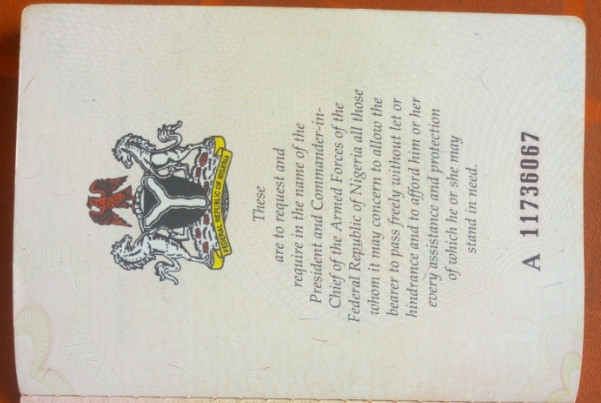 FEDERAL REPUBLIC OF NIGERIA
These
are to request and
require in the name of the
President and Commander-in-
Chief of the Armed Forces of the
Federal Republic of Nigeria all those
whom it may concern to allow the
bearer to pass freely without let or
hindrance and to afford him or her
every assistance and protection
of which he or she may
stand in need.
A 11736067